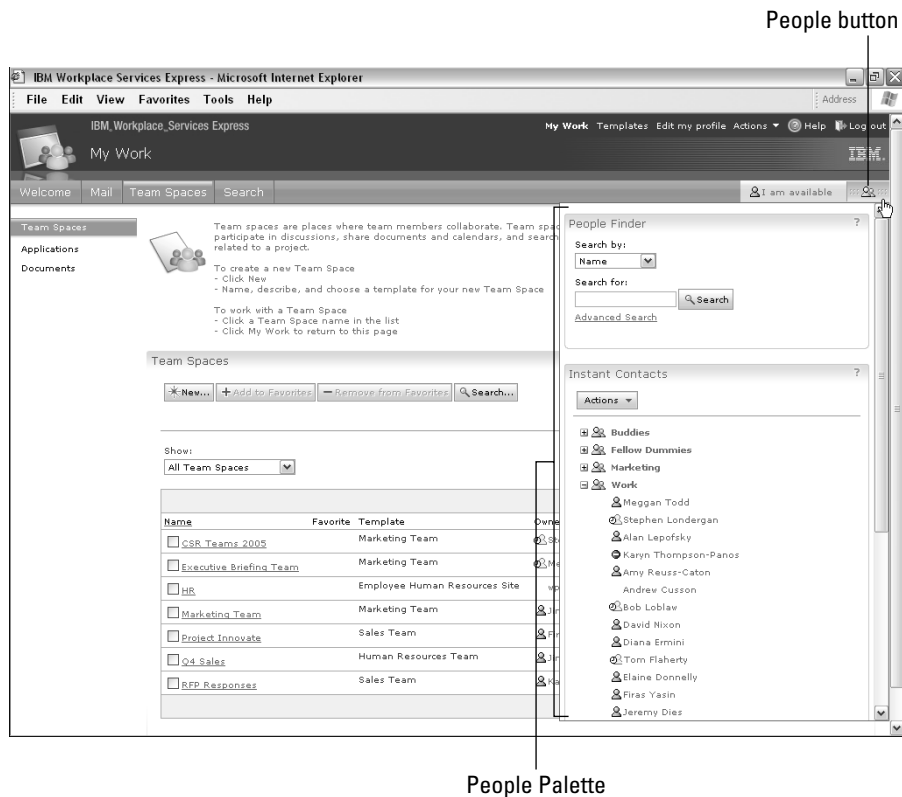 People button
IBM Workplace Services Express - Microsoft Internet Explorer
File Edit View Favorites Tools Help
Address
IBM_Workplace_Services Express
My Work Templates Edit my profile Actions Help Log out
My Work
IBM.
Welcome Mail Team Spaces Search
I am available
Team Spaces
Applications
Documents
Team spaces are places where team members collaborate. Team spac
participate in discussions, share documents and calendars, and search
related to a project.
To create a new Team Space
- Click New
- Name, describe, and choose a template for your new Team Space
To work with a Team Space
- Click a Team Space name in the list
- Click My Work to return to this page
Team Spaces
New... Add to Favorites Remove from Favorites Search...
Show:
All Team Spaces
Name Favorite Template Owne
CSR Teams 2005 Marketing Team St
Executive Briefing Team Marketing Team Me
HR Employee Human Resources Site wp
Marketing Team Marketing Team Jin
Project Innovate Sales Team Fir
Q4 Sales Human Resources Team Jin
RFP Responses Sales Team Ka
People Finder ?
Search by:
Name
Search for:
Search
Advanced Search
Instant Contacts ?
Actions
Buddies
Fellow Dummies
Marketing
Work
Meggan Todd
Stephen Londergan
Alan Lepofsky
Karyn Thompson-Panos
Amy Reuss-Caton
Andrew Cusson
Bob Loblaw
David Nixon
Diana Ermini
Tom Flaherty
Elaine Donnelly
Firas Yasin
Jeremy Dies
People Palette